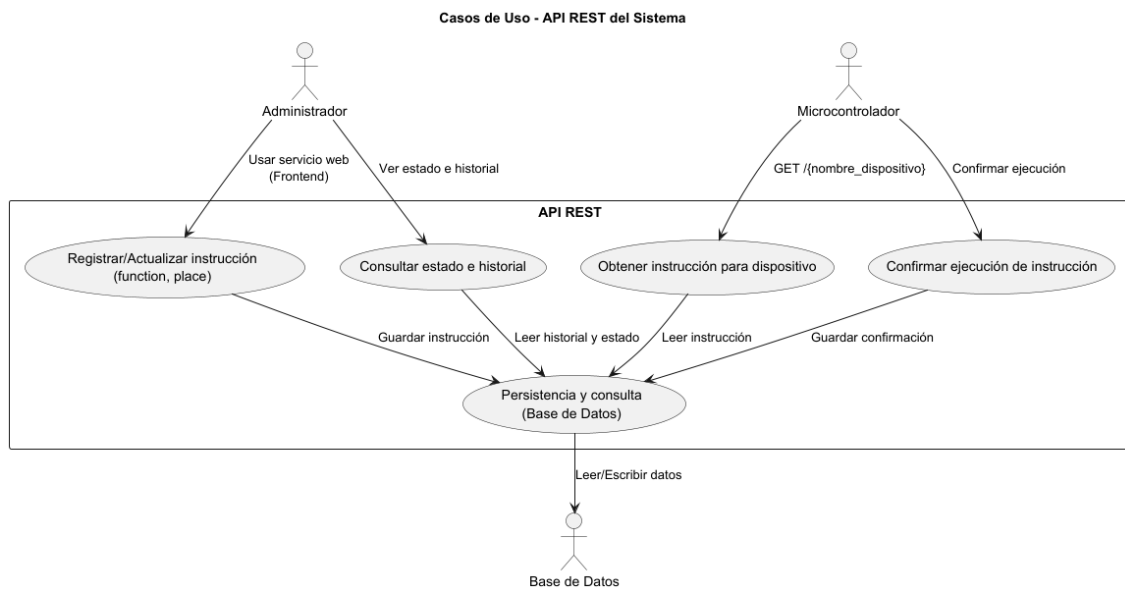 Casos de Uso - API REST del Sistema
Administrador
Microcontrolador
Usar servicio web
(Frontend)
Ver estado e historial
GET /{nombre_dispositivo}
Confirmar ejecución
API REST
Registrar/Actualizar instrucción
(function, place)
Consultar estado e historial
Obtener instrucción para dispositivo
Confirmar ejecución de instrucción
Guardar instrucción
Leer historial y estado
Leer instrucción
Guardar confirmación
Persistencia y consulta
(Base de Datos)
Leer/Escribir datos
Base de Datos